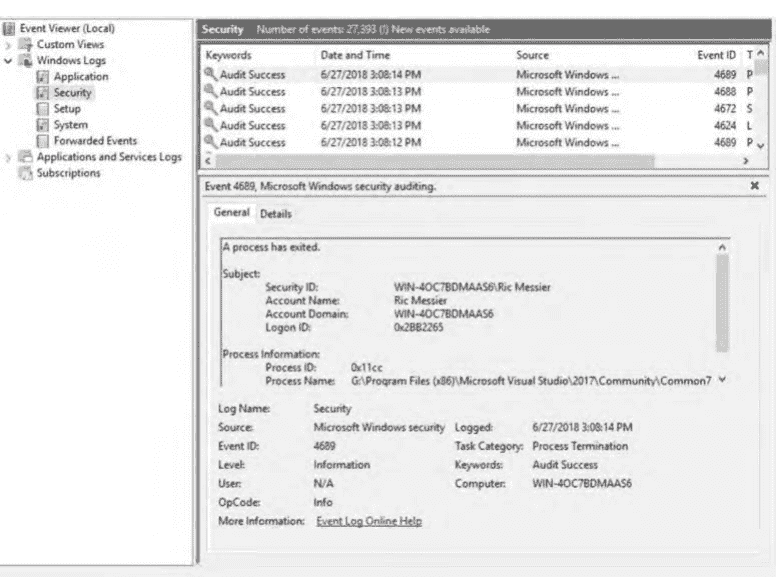 Event Viewer (Local)
Custom Views
Windows Logs
Application
Security
Setup
System
Forwarded Events
Applications and Services Logs
Subscriptions
Security Number of events: 27,393 (!) New events available
Keywords Date and Time Source Event ID T
Audit Success 6/27/2018 3:08:14 PM Microsoft Windows ... 4689 P
Audit Success 6/27/2018 3:08:13 PM Microsoft Windows ... 4688 P
Audit Success 6/27/2018 3:08:13 PM Microsoft Windows ... 4672 S
Audit Success 6/27/2018 3:08:13 PM Microsoft Windows ... 4624 L
Audit Success 6/27/2018 3:08:12 PM Microsoft Windows ... 4689 P
Event 4689, Microsoft Windows security auditing.
General Details
A process has exited.
Subject:
Security ID: WIN-4OC7BDMAAS6\Ric Messier
Account Name: Ric Messier
Account Domain: WIN-4OC7BDMAAS6
Logon ID: 0x2BB2265
Process Information:
Process ID: 0x11cc
Process Name: G:\Program Files (x86)\Microsoft Visual Studio\2017\Community\Common7
Log Name: Security
Source: Microsoft Windows security Logged: 6/27/2018 3:08:14 PM
Event ID: 4689 Task Category: Process Termination
Level: Information Keywords: Audit Success
User: N/A Computer: WIN-4OC7BDMAAS6
OpCode: Info
More Information: Event Log Online Help